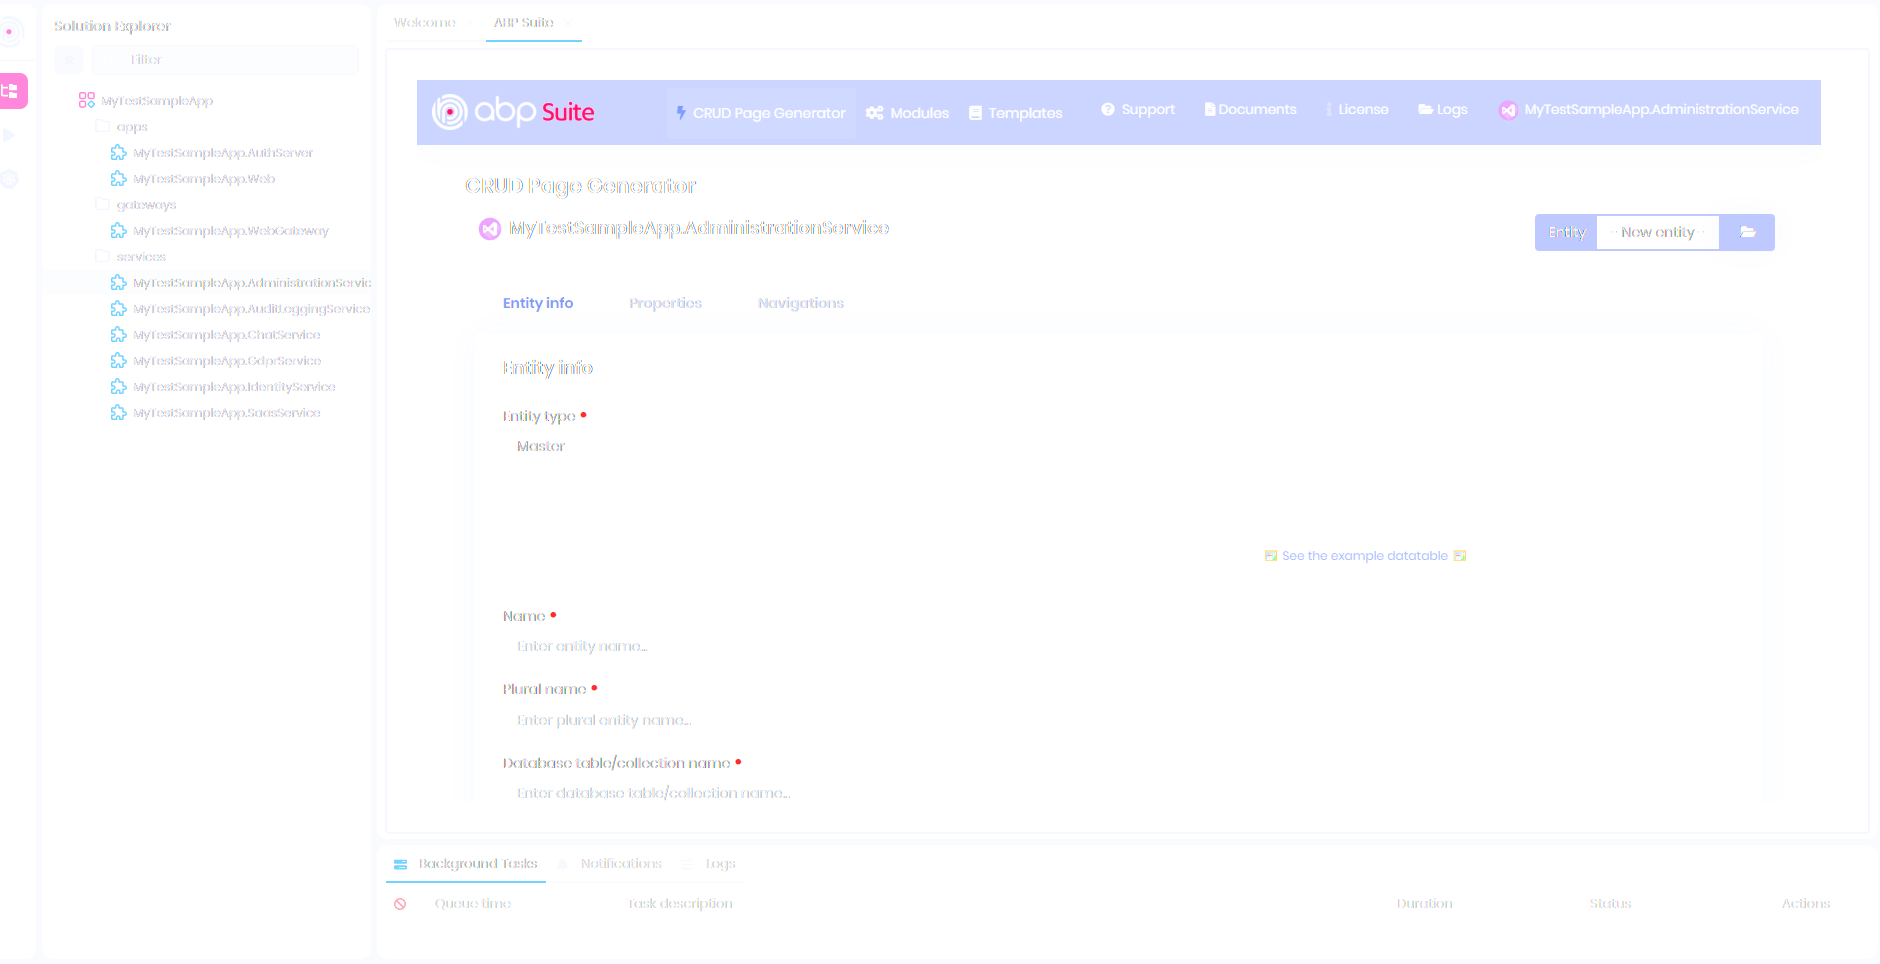 Solution Explorer
Filter
MyTestSampleApp
apps
MyTestSampleApp.AuthServer
MyTestSampleApp.Web
gateways
MyTestSampleApp.WebGateway
services
MyTestSampleApp.AdministrationServic
MyTestSampleApp.AuditLoggingService
MyTestSampleApp.ChatService
MyTestSampleApp.GdprService
MyTestSampleApp.IdentityService
MyTestSampleApp.SaasService
Welcome
ABP Suite
abp Suite
CRUD Page Generator
Modules
Templates
Support
Documents
License
Logs
MyTestSampleApp.AdministrationService
CRUD Page Generator
MyTestSampleApp.AdministrationService
Entity
-- New entity --
Entity info
Properties
Navigations
Entity info
Entity type
Master
See the example datatable
Name
Enter entity name...
Plural name
Enter plural entity name...
Database table/collection name
Enter database table/collection name...
Background Tasks
Notifications
Logs
Queue time
Task description
Duration
Status
Actions